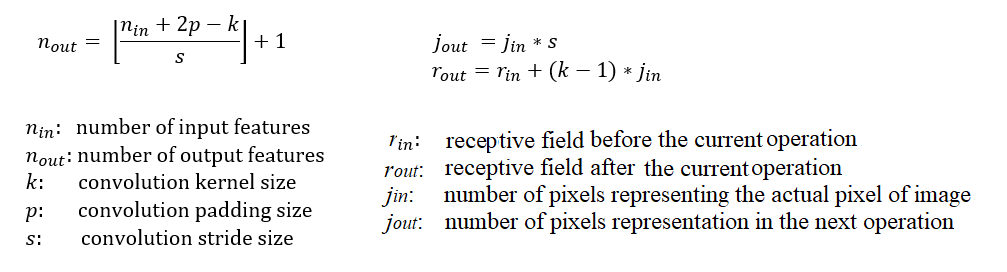 n_out = ⌊(n_in + 2p − k)/s⌋ + 1
j_out = j_in * s
r_out = r_in + (k − 1) * j_in
n_in: number of input features
n_out: number of output features
k: convolution kernel size
p: convolution padding size
s: convolution stride size
r_in: receptive field before the current operation
rout: receptive field after the current operation
jin: number of pixels representing the actual pixel of image
jout: number of pixels representation in the next operation